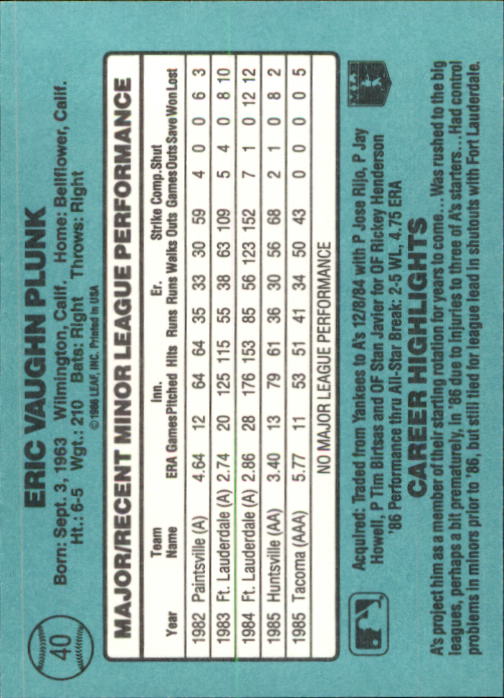 40
ERIC VAUGHN PLUNK
Born: Sept. 3, 1963 Wilmington, Calif. Home: Bellflower, Calif.
Ht.: 6-5 Wgt.: 210 Bats: Right Throws: Right
© 1986 LEAF, INC. Printed in USA
MAJOR/RECENT MINOR LEAGUE PERFORMANCE
Team Inn. Er. Strike Comp. Shut
Year Name ERA Games Pitched Hits Runs Runs Walks Outs Games Outs Save Won Lost
1982 Paintsville (A) 4.64 12 64 64 35 33 30 59 4 0 0 6 3
1983 Ft. Lauderdale (A) 2.74 20 125 115 55 38 63 109 5 4 0 8 10
1984 Ft. Lauderdale (A) 2.86 28 176 153 85 56 123 152 7 1 0 12 12
1985 Huntsville (AA) 3.40 13 79 61 36 30 56 68 2 1 0 8 2
1985 Tacoma (AAA) 5.77 11 53 51 41 34 50 43 0 0 0 0 5
NO MAJOR LEAGUE PERFORMANCE
Acquired: Traded from Yankees to A's 12/8/84 with P Jose Rijo, P Jay
Howell, P Tim Birtsas and OF Stan Javier for OF Rickey Henderson
'86 Performance thru All-Star Break: 2-5 WL, 4.75 ERA
MLB
CAREER HIGHLIGHTS
A's project him as a member of their starting rotation for years to come... Was rushed to the big
leagues, perhaps a bit prematurely, in '86 due to injuries to three of A's starters... Had control
problems in minors prior to '86, but still tied for league lead in shutouts with Fort Lauderdale.